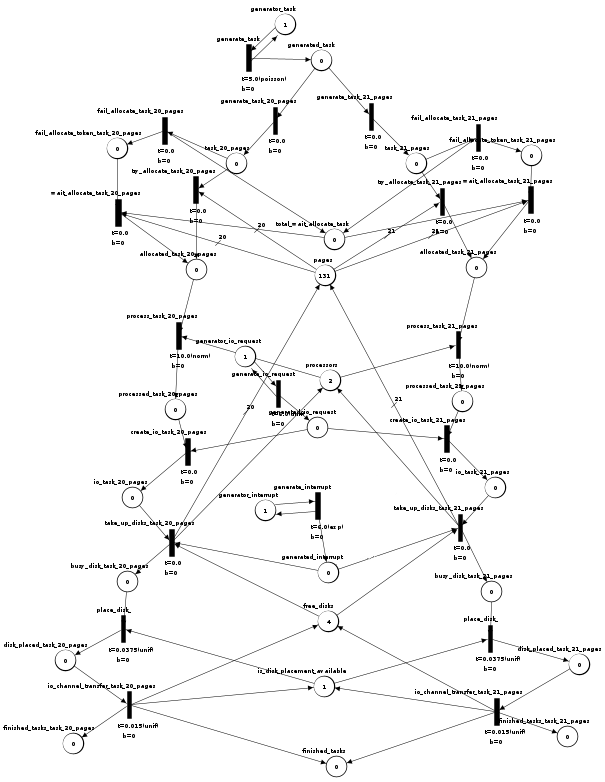 generator_task
1
generate_task
generated_task
0
t=5.0(poisson)
b=0
generate_task_20_pages
generate_task_21_pages
t=0.0
b=0
t=0.0
b=0
fail_allocate_task_20_pages
fail_allocate_task_21_pages
fail_allocate_token_task_20_pages
fail_allocate_token_task_21_pages
0
t=0.0
b=0
task_20_pages
0
task_21_pages
0
t=0.0
b=0
0
try_allocate_task_20_pages
try_allocate_task_21_pages
wait_allocate_task_20_pages
wait_allocate_task_21_pages
t=0.0
b=0
t=0.0
b=0
t=0.0
b=0
t=0.0
b=0
total_wait_allocate_task
0
20
20
21
allocated_task_20_pages
0
pages
131
allocated_task_21_pages
0
process_task_20_pages
process_task_21_pages
t=10.0(norm)
b=0
t=10.0(norm)
b=0
generator_io_request
1
generate_io_request
b=0
processors
2
processed_task_20_pages
0
processed_task_21_pages
0
20
21
0
create_io_task_20_pages
create_io_task_21_pages
t=0.0
b=0
t=0.0
b=0
io_task_20_pages
0
io_task_21_pages
0
generator_interrupt
1
generate_interrupt
t=6.0(exp)
b=0
take_up_disks_task_20_pages
take_up_disks_task_21_pages
t=0.0
b=0
t=0.0
b=0
generated_interrupt
0
busy_disk_task_20_pages
0
busy_disk_task_21_pages
0
place_disk_
free_disks
4
place_disk_
t=0.0375(unif)
b=0
t=0.0375(unif)
b=0
disk_placed_task_20_pages
0
disk_placed_task_21_pages
0
is_disk_placement_available
1
io_channel_transfer_task_20_pages
io_channel_transfer_task_21_pages
t=0.015(unif)
b=0
t=0.015(unif)
b=0
finished_tasks_task_20_pages
0
finished_tasks_task_21_pages
0
finished_tasks
0